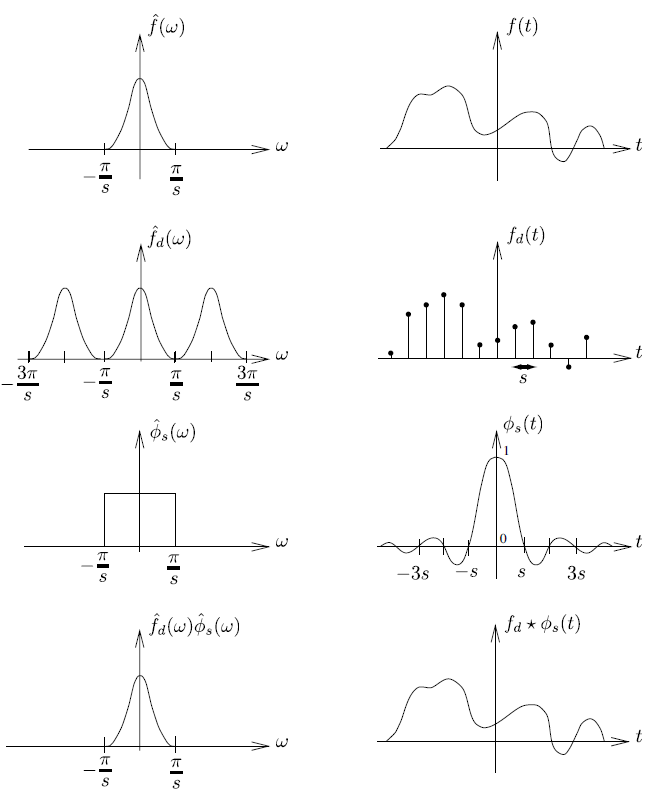 f̂(ω) f(t)
ω t
−π/s π/s
f̂_d(ω) f_d(t)
ω t
−3π/s −π/s π/s 3π/s s
φ̂_s(ω) ϕ_s(t)
1
0
ω t
−π/s π/s −3s −s s 3s
f̂_d(ω)φ̂_s(ω) f_d ⋆ ϕ_s(t)
ω t
−π/s π/s